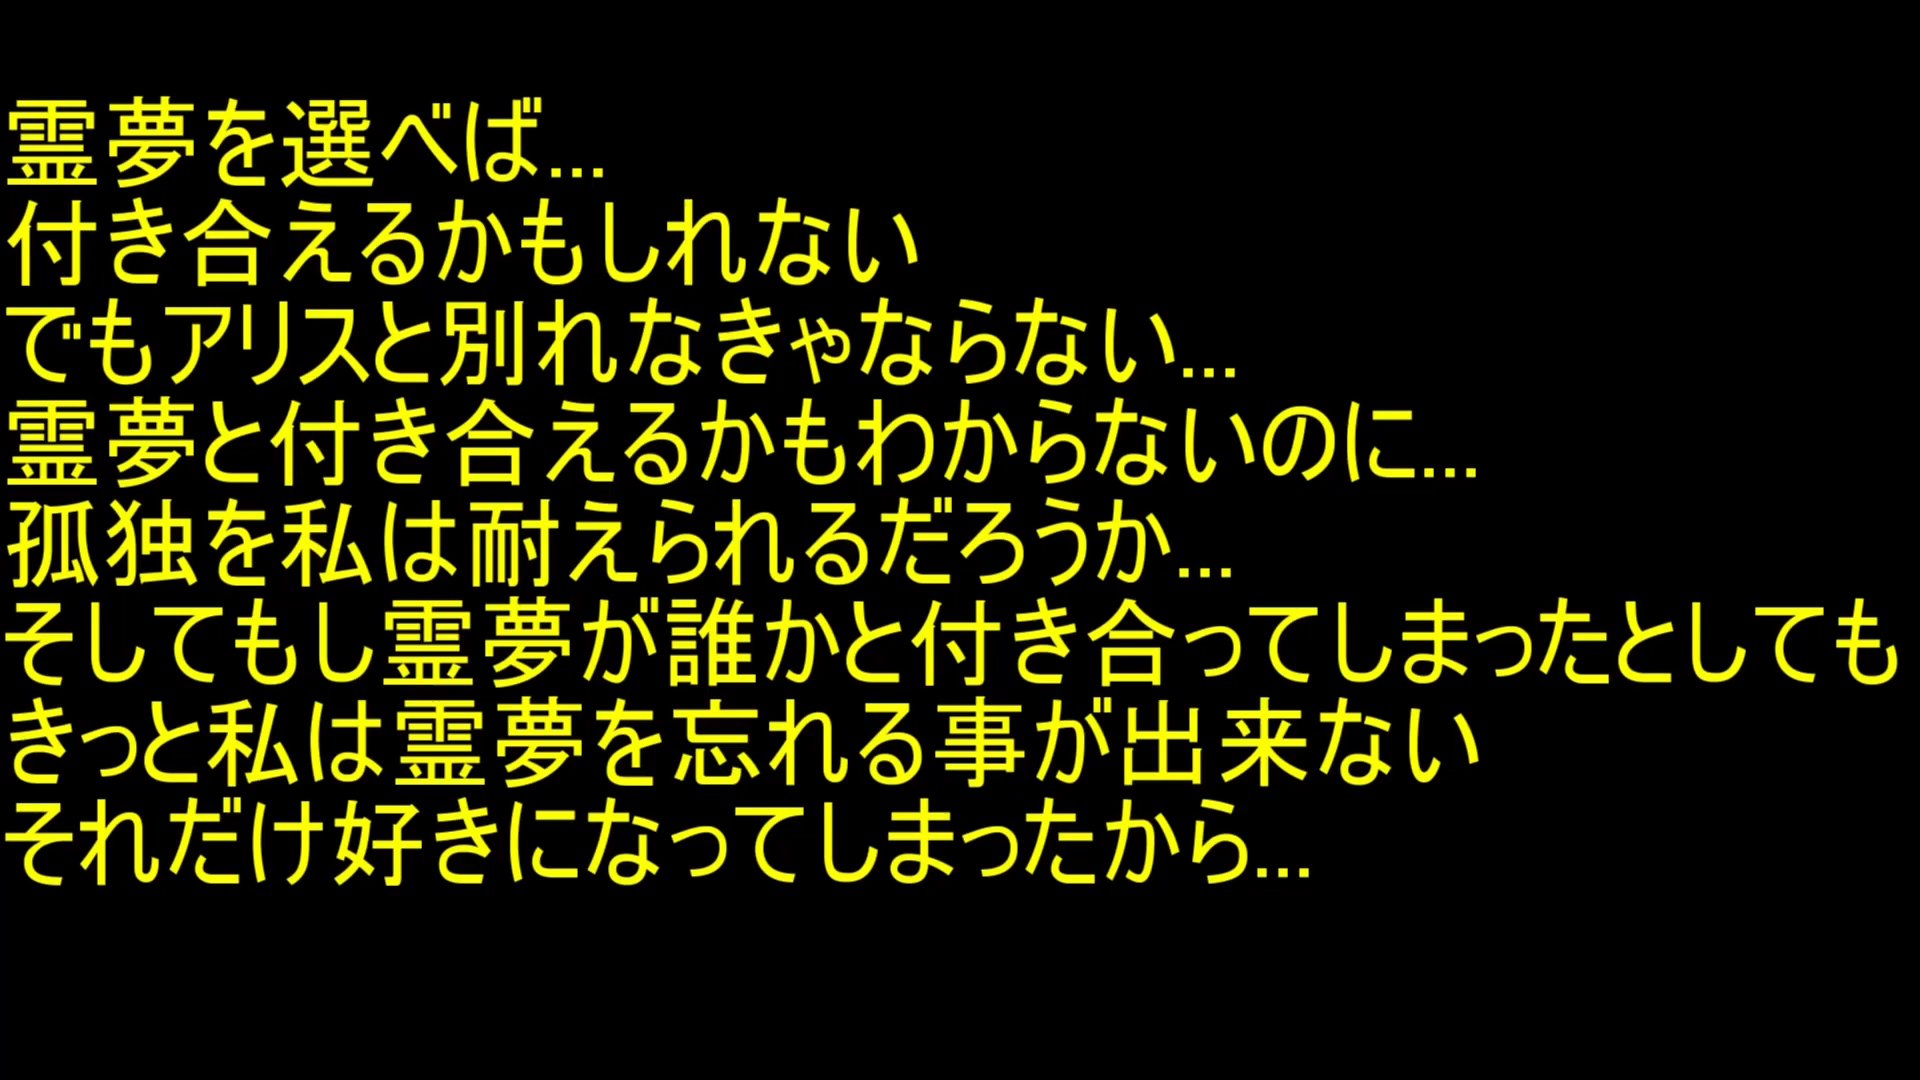 霊夢を選べば...
付き合えるかもしれない
でもアリスと別れなきゃならない...
霊夢と付き合えるかもわからないのに...
孤独を私は耐えられるだろうか...
そしてもし霊夢が誰かと付き合ってしまったとしても
きっと私は霊夢を忘れる事が出来ない
それだけ好きになってしまったから...